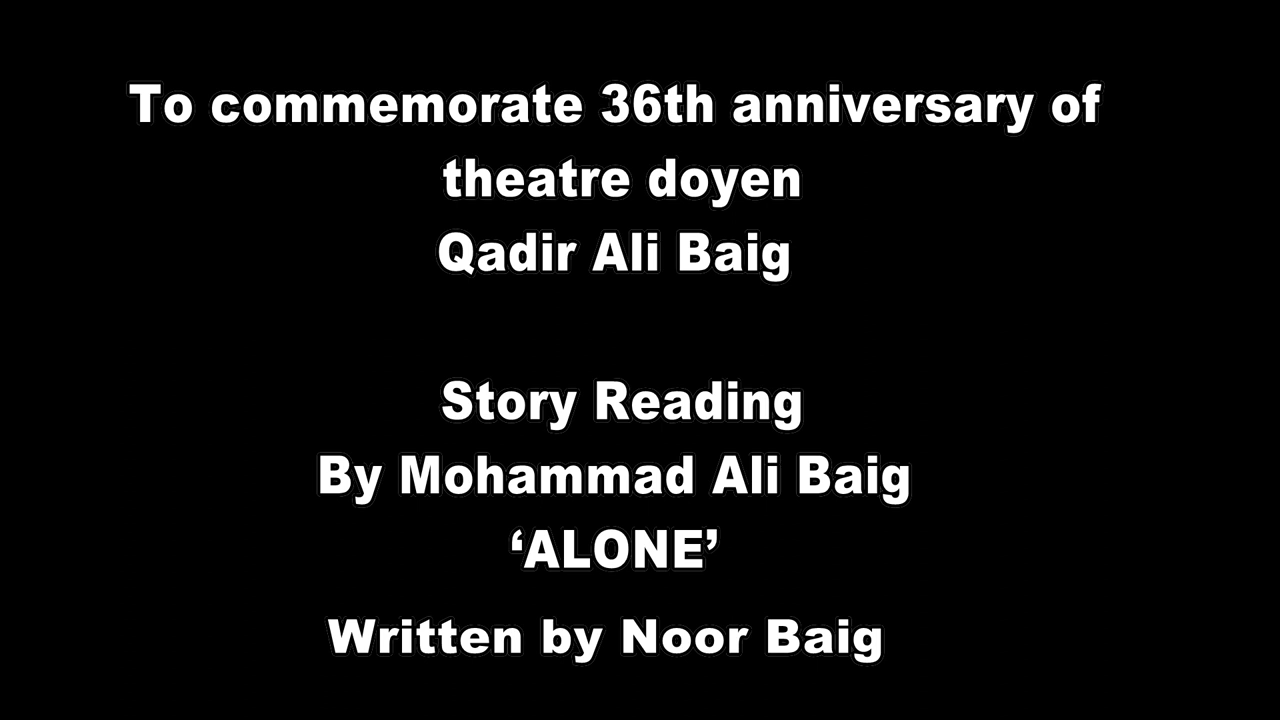 To commemorate 36th anniversary of
theatre doyen
Qadir Ali Baig
Story Reading
By Mohammad Ali Baig
‘ALONE’
Written by Noor Baig